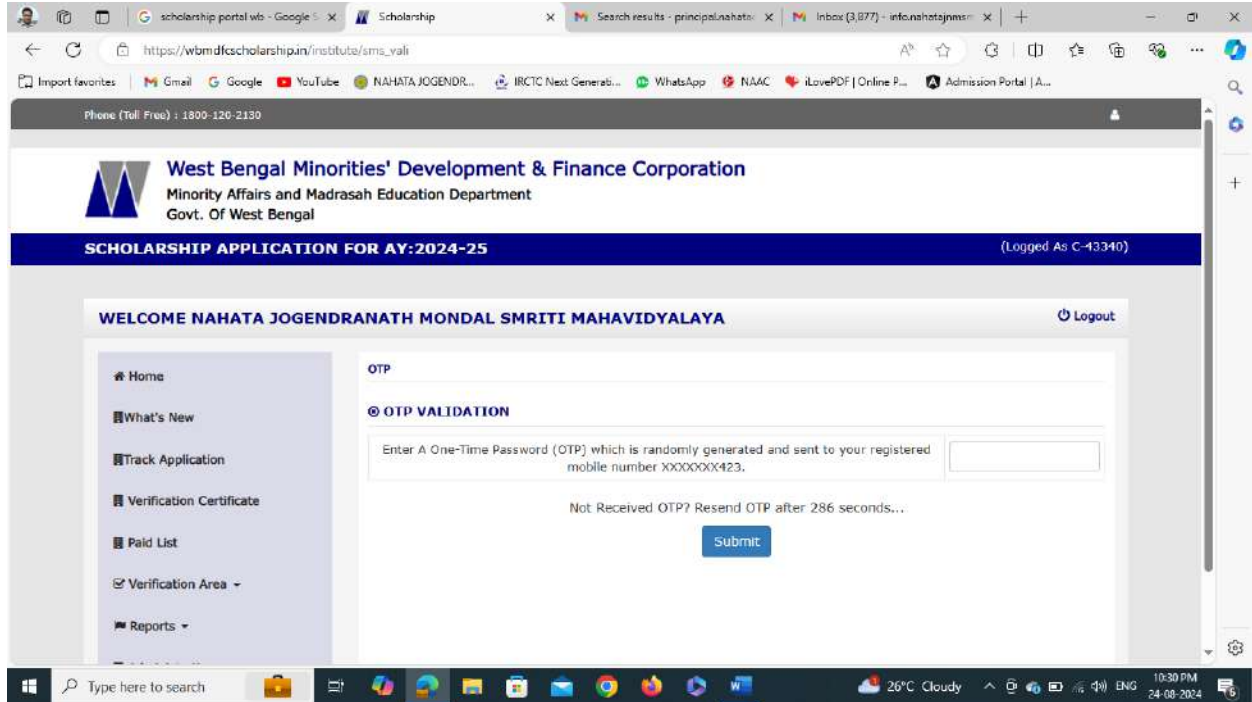 scholarship portal wb - Google S
Scholarship
Search results - principal.nahata
Inbox (3,877) - info.nahatajnmsm
https://wbmdfcscholarship.in/institute/sms_vali
Import favorites
Gmail
Google
YouTube
NAHATA JOGENDR...
IRCTC Next Generati...
WhatsApp
NAAC
iLovePDF | Online P...
Admission Portal | A...
Phone (Toll Free) : 1800-120-2130
West Bengal Minorities' Development & Finance Corporation
Minority Affairs and Madrasah Education Department
Govt. Of West Bengal
SCHOLARSHIP APPLICATION FOR AY:2024-25
(Logged As C-43340)
WELCOME NAHATA JOGENDRANATH MONDAL SMRITI MAHAVIDYALAYA
Logout
Home
What's New
Track Application
Verification Certificate
Paid List
Verification Area
Reports
OTP
OTP VALIDATION
Enter A One-Time Password (OTP) which is randomly generated and sent to your registered
mobile number XXXXXXX423.
Not Received OTP? Resend OTP after 286 seconds...
Submit
Type here to search
26°C Cloudy
ENG
10:30 PM
24-08-2024
6